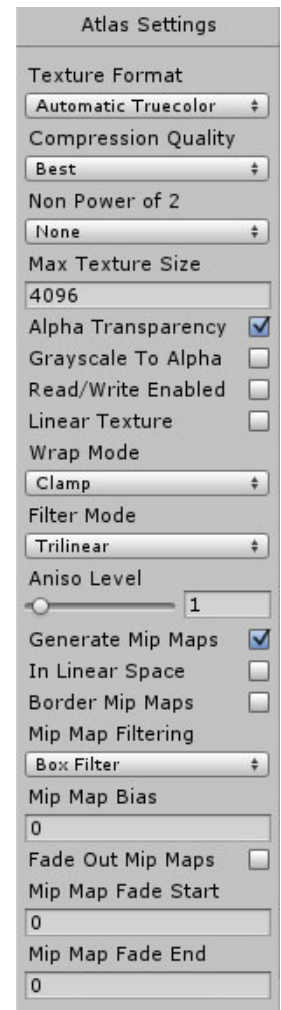 Atlas Settings
Texture Format
Automatic Truecolor
Compression Quality
Best
Non Power of 2
None
Max Texture Size
4096
Alpha Transparency
Grayscale To Alpha
Read/Write Enabled
Linear Texture
Wrap Mode
Clamp
Filter Mode
Trilinear
Aniso Level
1
Generate Mip Maps
In Linear Space
Border Mip Maps
Mip Map Filtering
Box Filter
Mip Map Bias
0
Fade Out Mip Maps
Mip Map Fade Start
0
Mip Map Fade End
0